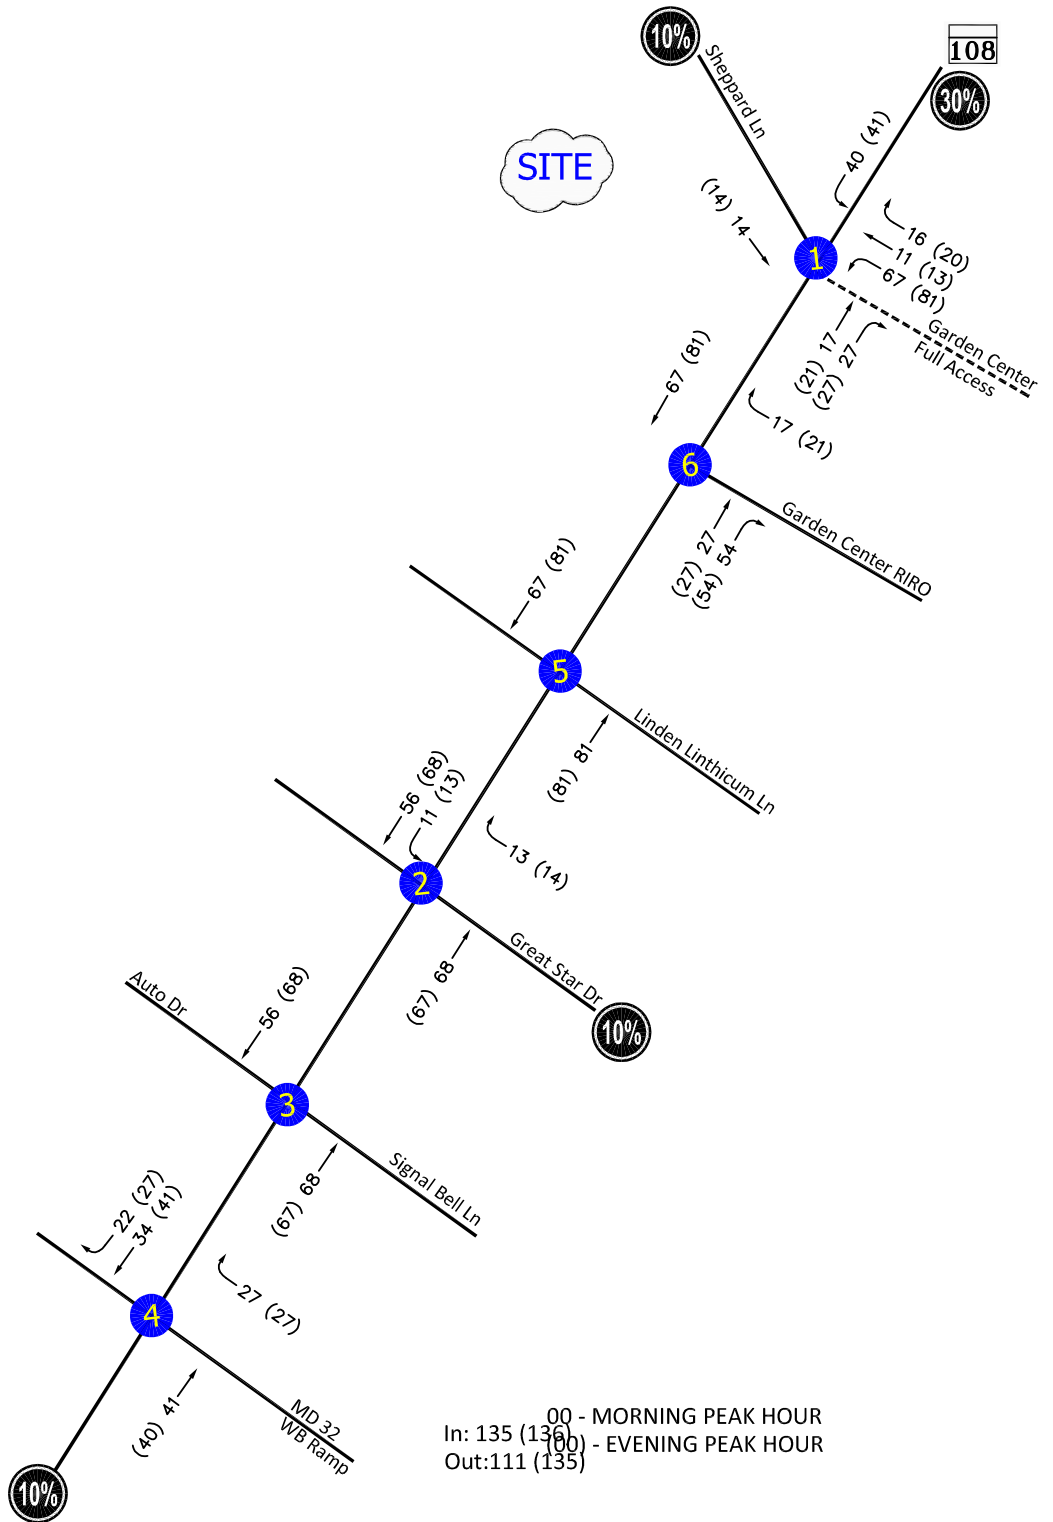 10%
Sheppard Ln
108
30%
SITE
40 (41)
(14) 14
16 (20)
11 (13)
67 (81)
1
Garden Center
Full Access
(21) 17
(27) 27
67 (81)
17 (21)
6
Garden Center RIRO
(27) 27
(54) 54
67 (81)
5
Linden Linthicum Ln
(81) 81
56 (68)
11 (13)
13 (14)
2
Great Star Dr
10%
(67) 68
Auto Dr
56 (68)
3
Signal Bell Ln
(67) 68
22 (27)
34 (41)
27 (27)
4
MD 32
WB Ramp
(40) 41
10%
00 - MORNING PEAK HOUR
In: 135 (136)
(00) - EVENING PEAK HOUR
Out:111 (135)